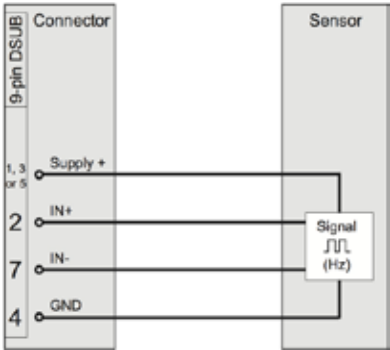 Connector
Sensor
9-pin DSUB
1, 3
or 5
Supply +
2
IN+
Signal
(Hz)
7
IN-
4
GND